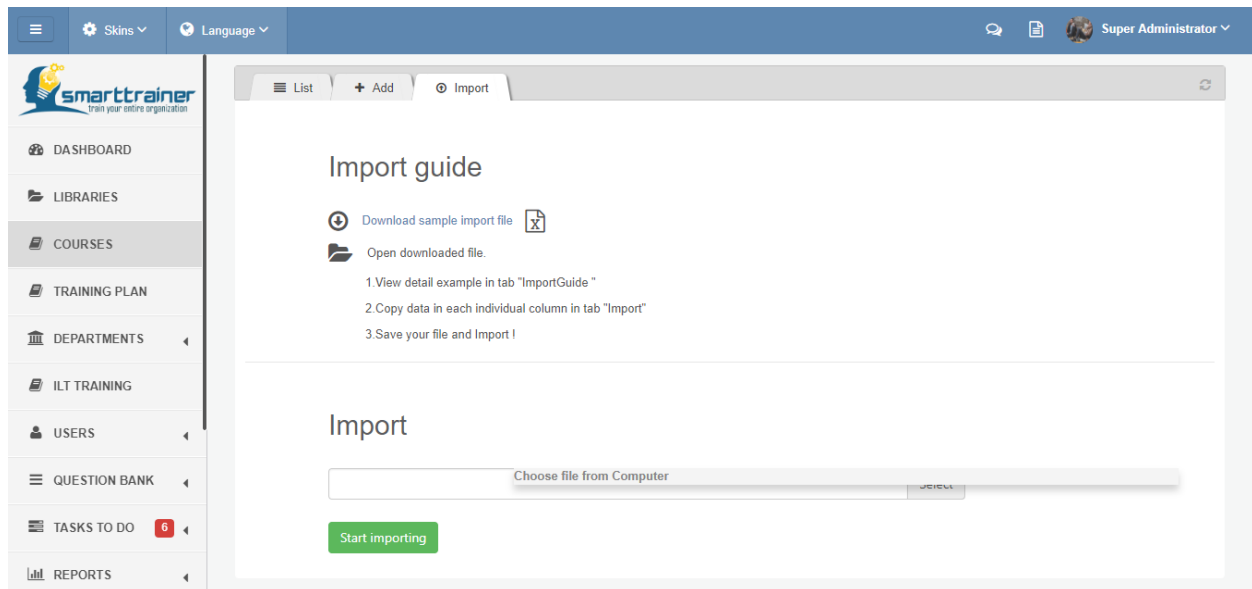 Skins
Language
Super Administrator
smarttrainer
train your entire organization
DASHBOARD
LIBRARIES
COURSES
TRAINING PLAN
DEPARTMENTS
ILT TRAINING
USERS
QUESTION BANK
TASKS TO DO 6
REPORTS
List
Add
Import
Import guide
Download sample import file
Open downloaded file.
1.View detail example in tab "ImportGuide "
2.Copy data in each individual column in tab "Import"
3.Save your file and Import !
Import
Choose file from Computer
Select
Start importing